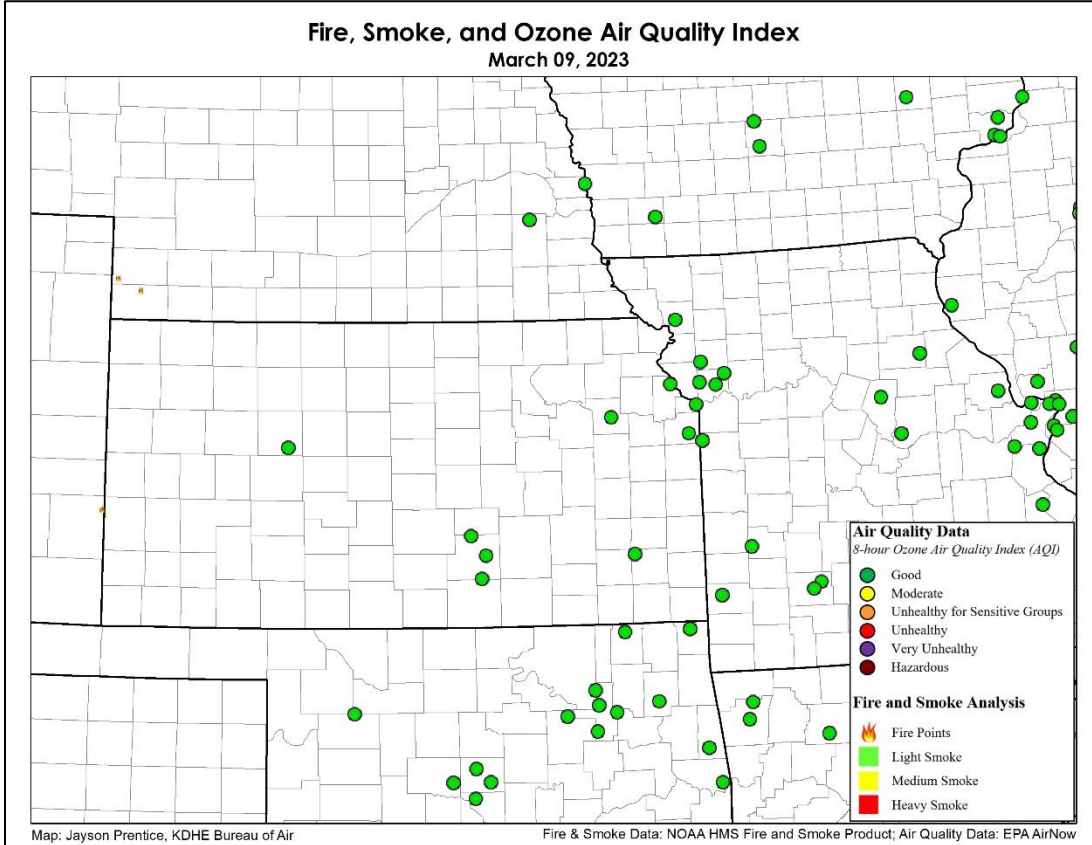 Fire, Smoke, and Ozone Air Quality Index
March 09, 2023
Air Quality Data
8-hour Ozone Air Quality Index (AQI)
Good
Moderate
Unhealthy for Sensitive Groups
Unhealthy
Very Unhealthy
Hazardous
Fire and Smoke Analysis
Fire Points
Light Smoke
Medium Smoke
Heavy Smoke
Map: Jayson Prentice, KDHE Bureau of Air
Fire & Smoke Data: NOAA HMS Fire and Smoke Product; Air Quality Data: EPA AirNow